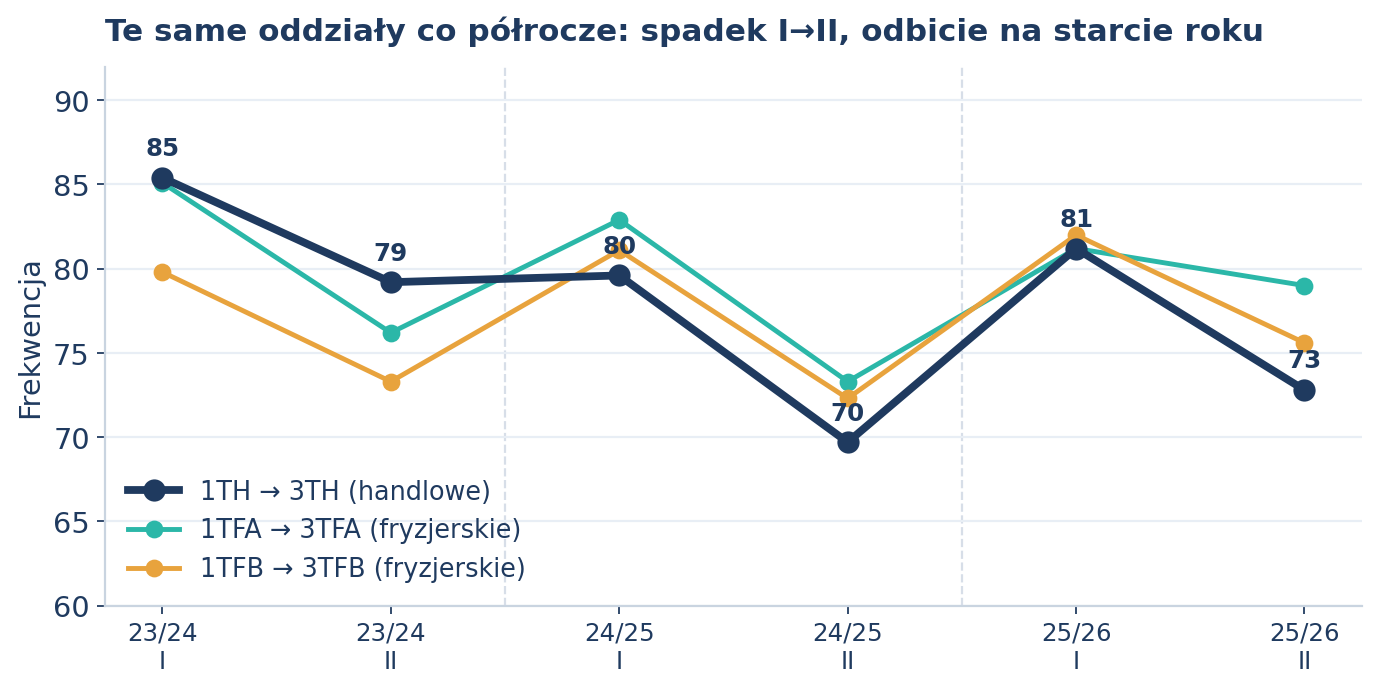 Te same oddziały co półrocze: spadek I→II, odbicie na starcie roku
Frekwencja
90
85
80
75
70
65
60
85
79
80
70
81
73
1TH → 3TH (handlowe)
1TFA → 3TFA (fryzjerskie)
1TFB → 3TFB (fryzjerskie)
23/24 23/24 24/25 24/25 25/26 25/26
I II I II I II